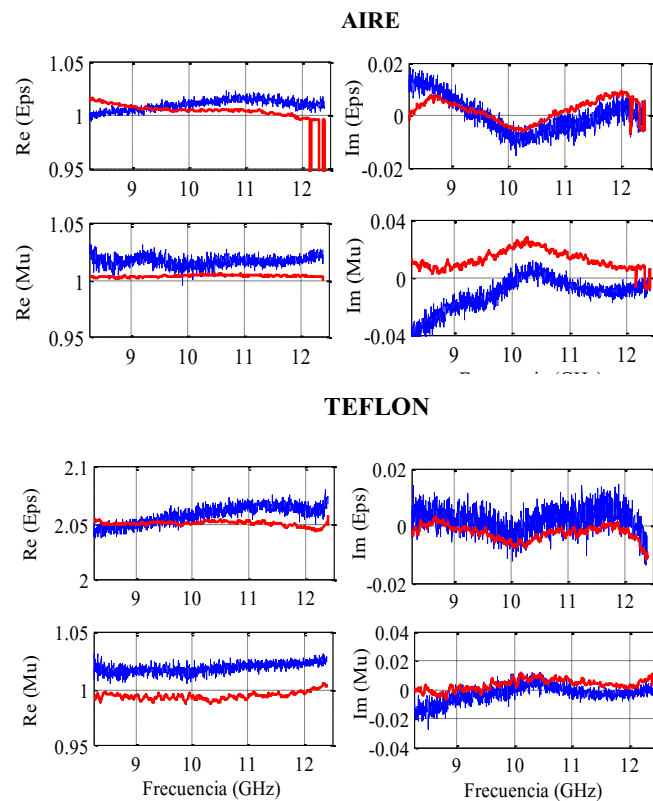 AIRE
1.05
1
0.95
Re (Eps)
9 10 11 12
0.02
0
-0.02
Im (Eps)
9 10 11 12
1.05
1
0.95
Re (Mu)
9 10 11 12
0.04
0
-0.04
Im (Mu)
9 10 11 12
TEFLON
2.1
2.05
2
Re (Eps)
9 10 11 12
0.02
0
-0.02
Im (Eps)
9 10 11 12
1.05
1
0.95
Re (Mu)
9 10 11 12
Frecuencia (GHz)
0.04
0.02
0
-0.02
-0.04
Im (Mu)
9 10 11 12
Frecuencia (GHz)